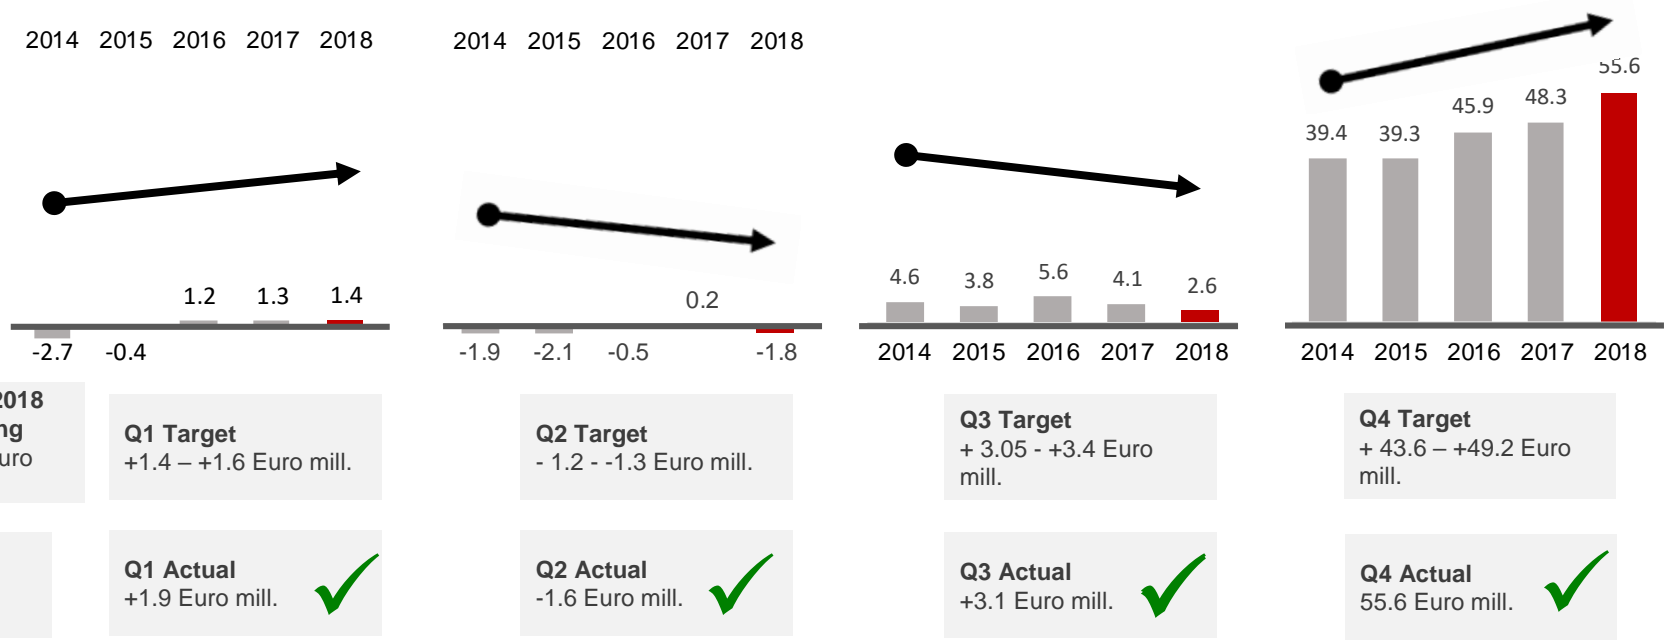 2014 2015 2016 2017 2018
1.2 1.3 1.4
-2.7 -0.4
2014 2015 2016 2017 2018
0.2
-1.9 -2.1 -0.5 -1.8
4.6 3.8 5.6 4.1 2.6
2014 2015 2016 2017 2018
39.4 39.3 45.9 48.3 55.6
2014 2015 2016 2017 2018
2018
Q1 Target
+1.4 – +1.6 Euro mill.
Q2 Target
- 1.2 - -1.3 Euro mill.
Q3 Target
+ 3.05 - +3.4 Euro
mill.
Q4 Target
+ 43.6 – +49.2 Euro
mill.
Q1 Actual
+1.9 Euro mill.
Q2 Actual
-1.6 Euro mill.
Q3 Actual
+3.1 Euro mill.
Q4 Actual
55.6 Euro mill.